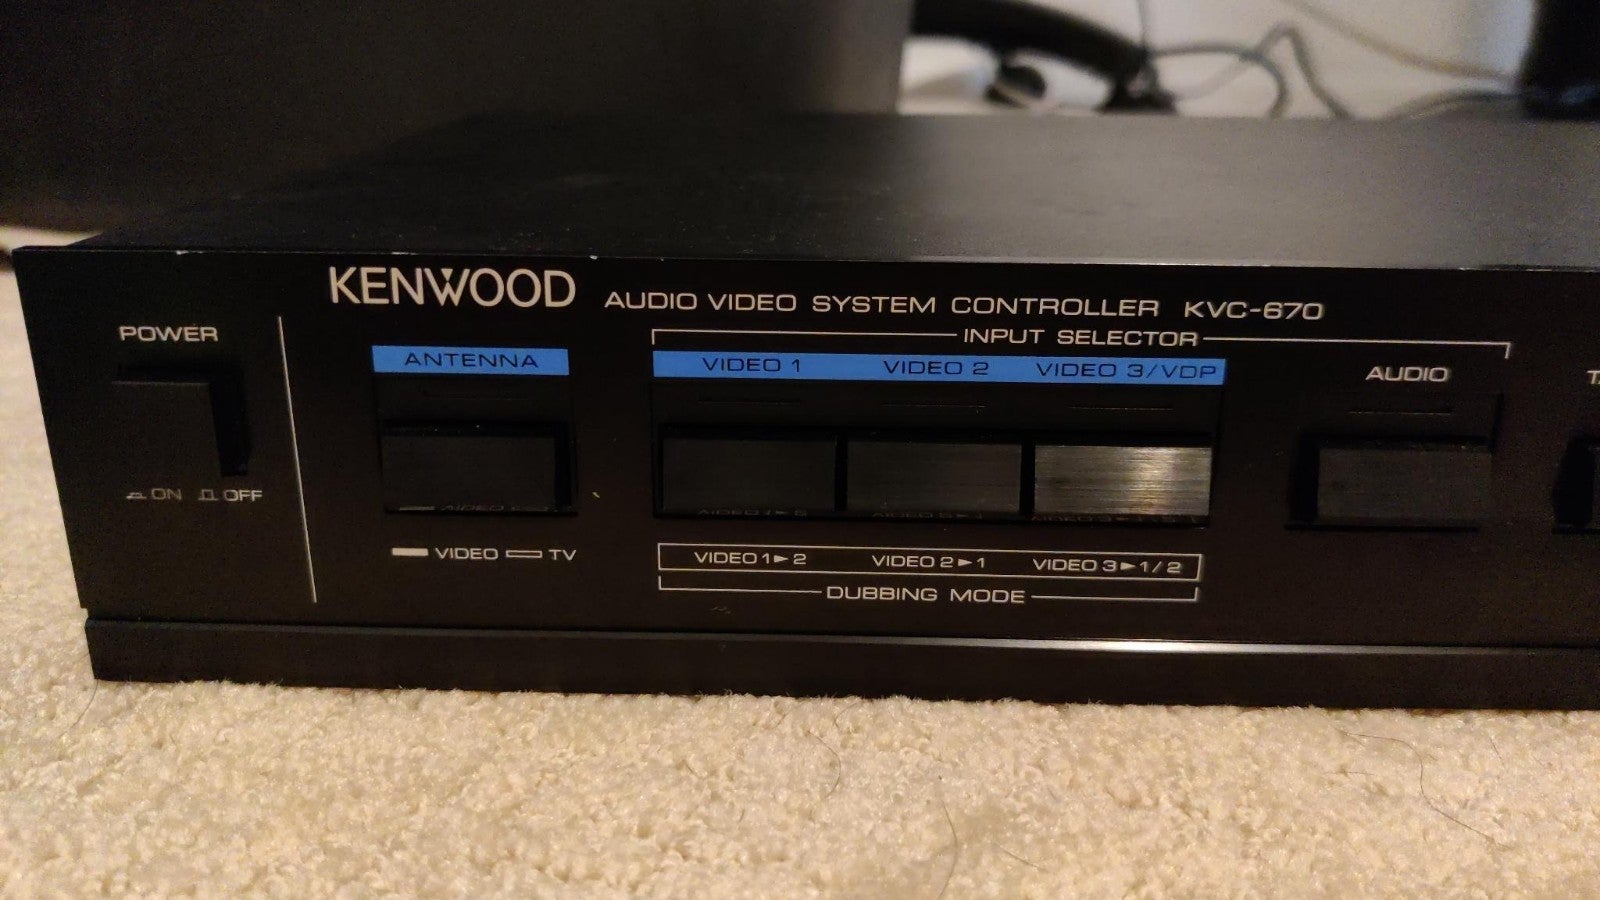 KENWOOD AUDIO VIDEO SYSTEM CONTROLLER KVC-670
POWER
INPUT SELECTOR
ANTENNA
VIDEO 1 VIDEO 2 VIDEO 3/VDP
AUDIO
ON OFF
VIDEO TV
VIDEO 1►2 VIDEO 2►1 VIDEO 3►1/2
DUBBING MODE